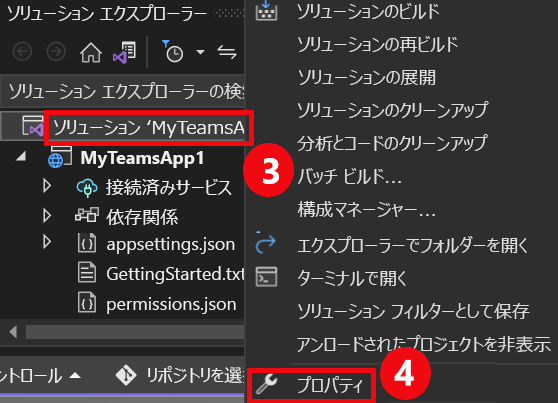 ソリューション エクスプローラー
ソリューション エクスプローラーの検索
ソリューション 'MyTeamsA
MyTeamsApp1
接続済みサービス
依存関係
appsettings.json
GettingStarted.txt
permissions.json
ントロール
リポジトリを選
ソリューションのビルド
ソリューションの再ビルド
ソリューションの展開
ソリューションのクリーンアップ
分析とコードのクリーンアップ
3
バッチ ビルド...
構成マネージャー...
エクスプローラーでフォルダーを開く
ターミナルで開く
ソリューション フィルターとして保存
アンロードされたプロジェクトを非表示
プロパティ
4